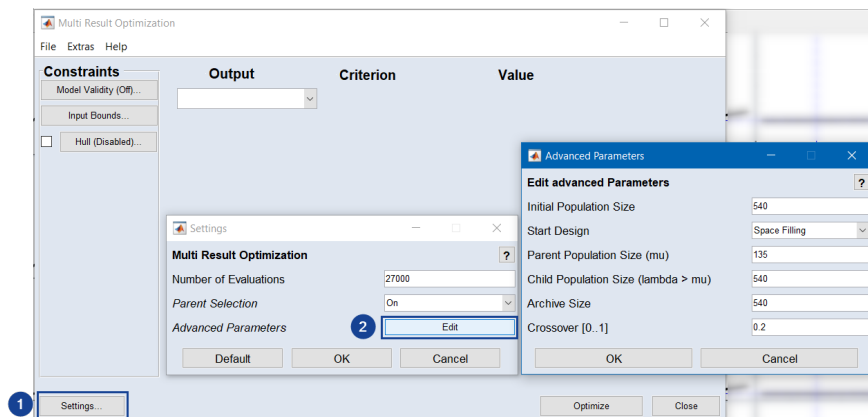 Multi Result Optimization
File Extras Help
Constraints
Output
Criterion
Value
Model Validity (Off)...
Input Bounds...
Hull (Disabled)...
Advanced Parameters
Edit advanced Parameters
?
Initial Population Size
540
Start Design
Space Filling
Parent Population Size (mu)
135
Child Population Size (lambda > mu)
540
Archive Size
540
Crossover [0..1]
0.2
OK
Cancel
Settings
Multi Result Optimization
?
Number of Evaluations
27000
Parent Selection
On
Advanced Parameters
2
Edit
Default
OK
Cancel
1
Settings...
Optimize
Close